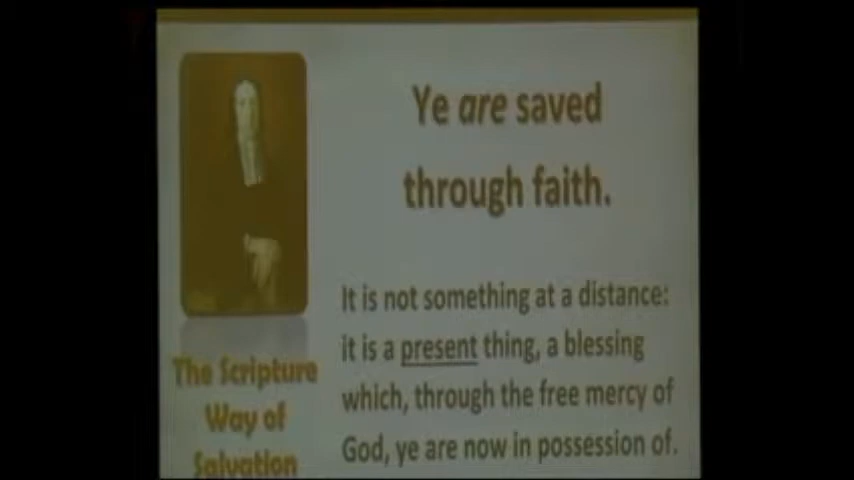 Ye are saved
through faith.
It is not something at a distance:
it is a present thing, a blessing
which, through the free mercy of
God, ye are now in possession of.
The Scripture
Way of
Salvation